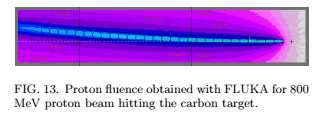 FIG. 13. Proton fluence obtained with FLUKA for 800
MeV proton beam hitting the carbon target.